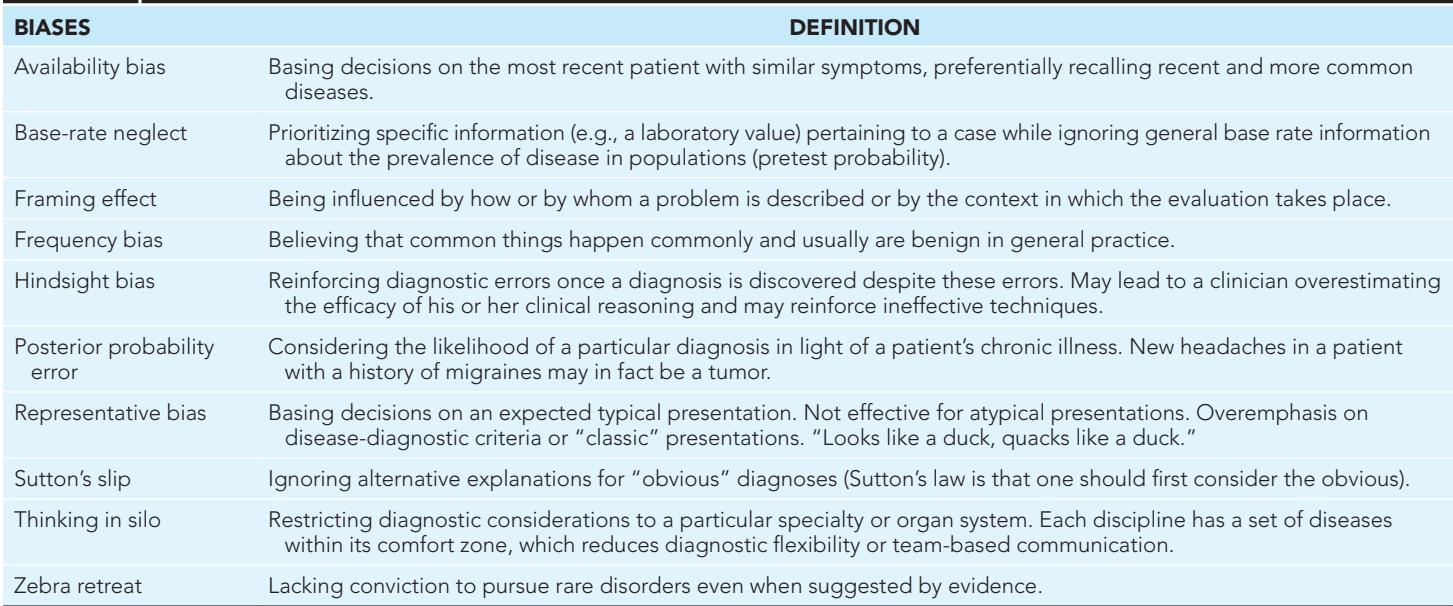 BIASES DEFINITION
Availability bias Basing decisions on the most recent patient with similar symptoms, preferentially recalling recent and more common
diseases.
Base-rate neglect Prioritizing specific information (e.g., a laboratory value) pertaining to a case while ignoring general base rate information
about the prevalence of disease in populations (pretest probability).
Framing effect Being influenced by how or by whom a problem is described or by the context in which the evaluation takes place.
Frequency bias Believing that common things happen commonly and usually are benign in general practice.
Hindsight bias Reinforcing diagnostic errors once a diagnosis is discovered despite these errors. May lead to a clinician overestimating
the efficacy of his or her clinical reasoning and may reinforce ineffective techniques.
Posterior probability Considering the likelihood of a particular diagnosis in light of a patient’s chronic illness. New headaches in a patient
error with a history of migraines may in fact be a tumor.
Representative bias Basing decisions on an expected typical presentation. Not effective for atypical presentations. Overemphasis on
disease-diagnostic criteria or “classic” presentations. “Looks like a duck, quacks like a duck.”
Sutton’s slip Ignoring alternative explanations for “obvious” diagnoses (Sutton’s law is that one should first consider the obvious).
Thinking in silo Restricting diagnostic considerations to a particular specialty or organ system. Each discipline has a set of diseases
within its comfort zone, which reduces diagnostic flexibility or team-based communication.
Zebra retreat Lacking conviction to pursue rare disorders even when suggested by evidence.